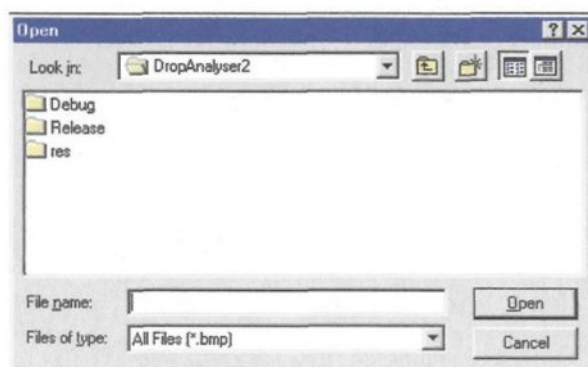 Open
Look in: DropAnalyser2
Debug
Release
res
File name: Open
Files of type: All Files (*.bmp) Cancel